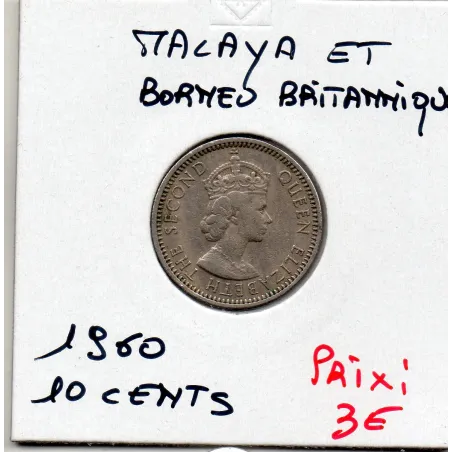 MALAYA ET
BORNEO BRITANNIQU
QUEEN ELIZABETH THE SECOND
1960
10 CENTS
PRiX:
3€